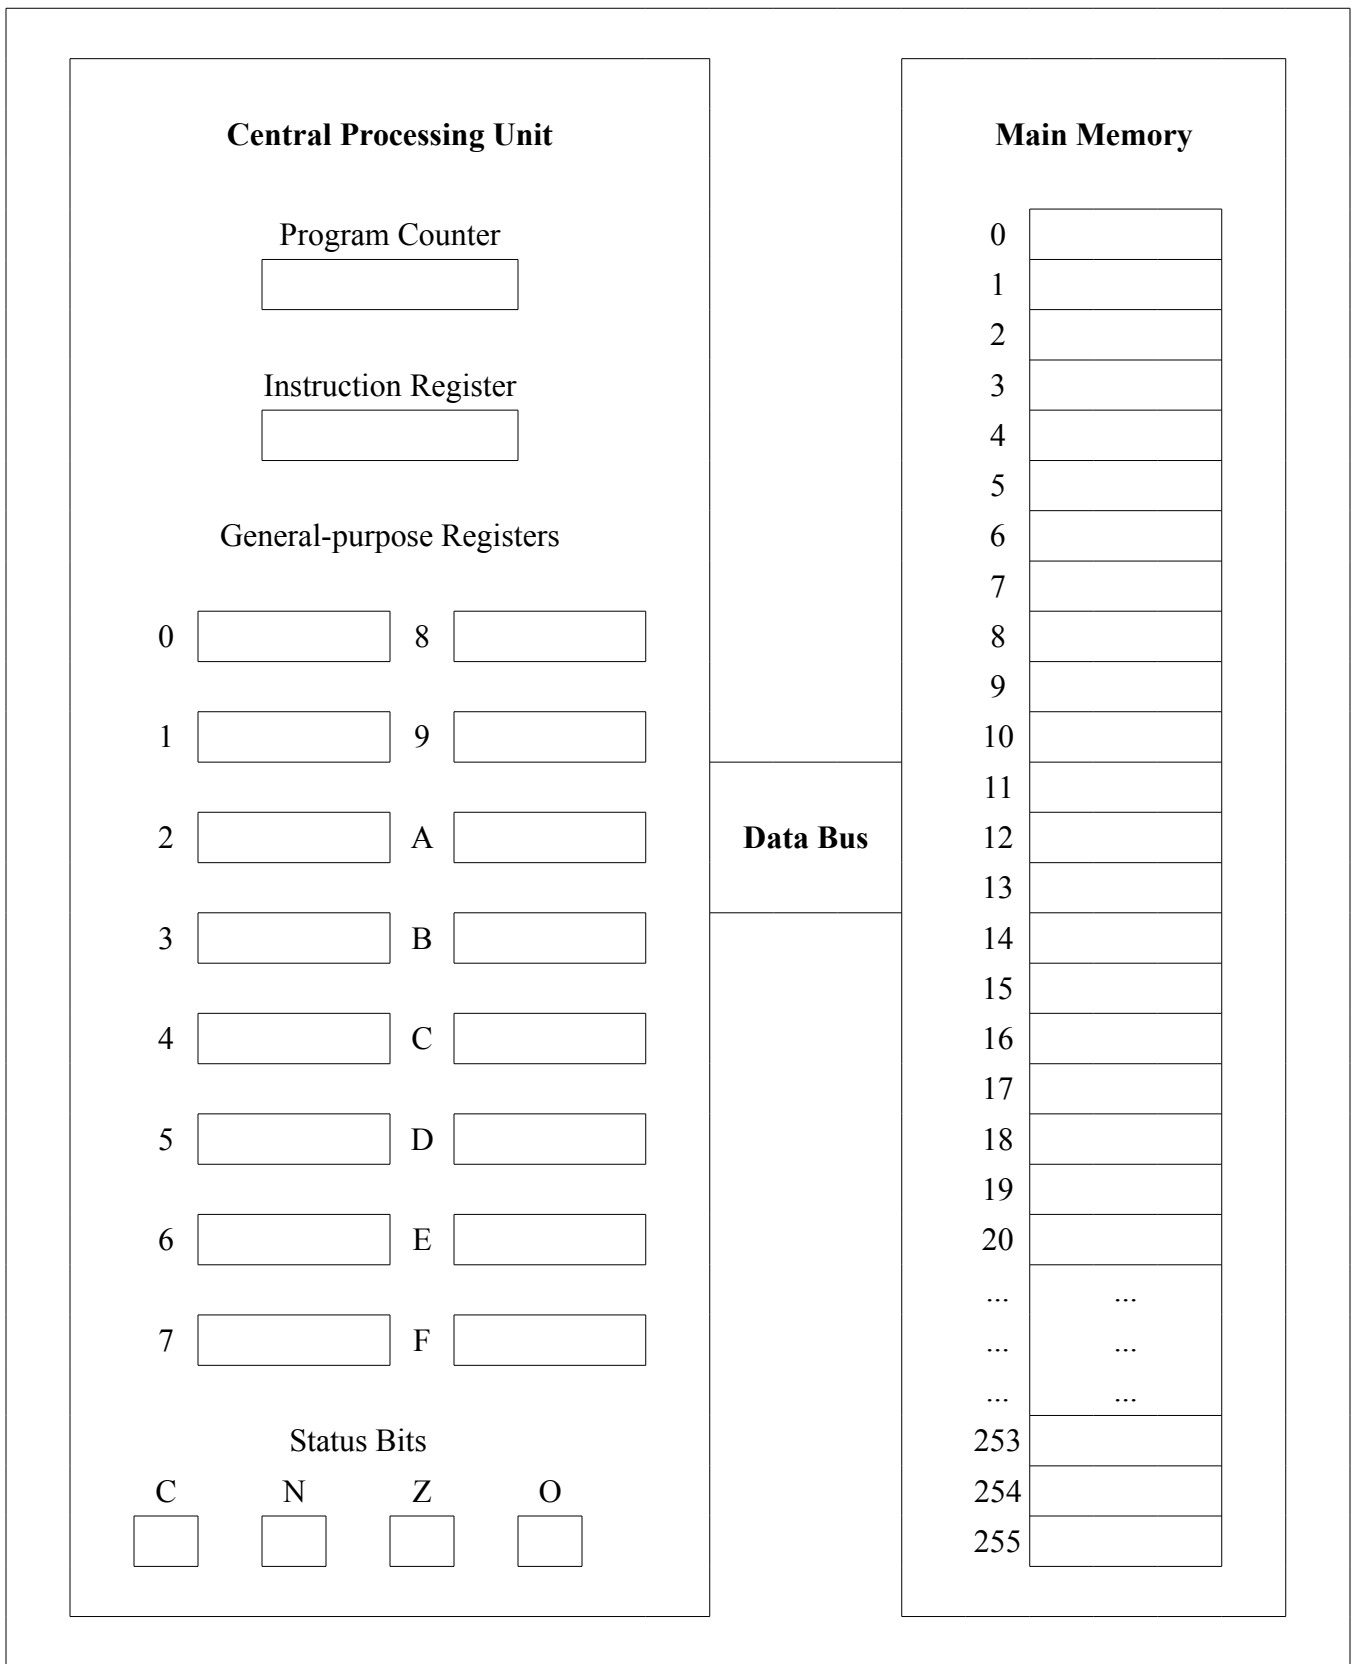 Central Processing Unit
Program Counter
Instruction Register
General-purpose Registers
0 8
1 9
2 A
3 B
4 C
5 D
6 E
7 F
Status Bits
C N Z O
Data Bus
Main Memory
0
1
2
3
4
5
6
7
8
9
10
11
12
13
14
15
16
17
18
19
20
... ...
... ...
... ...
253
254
255